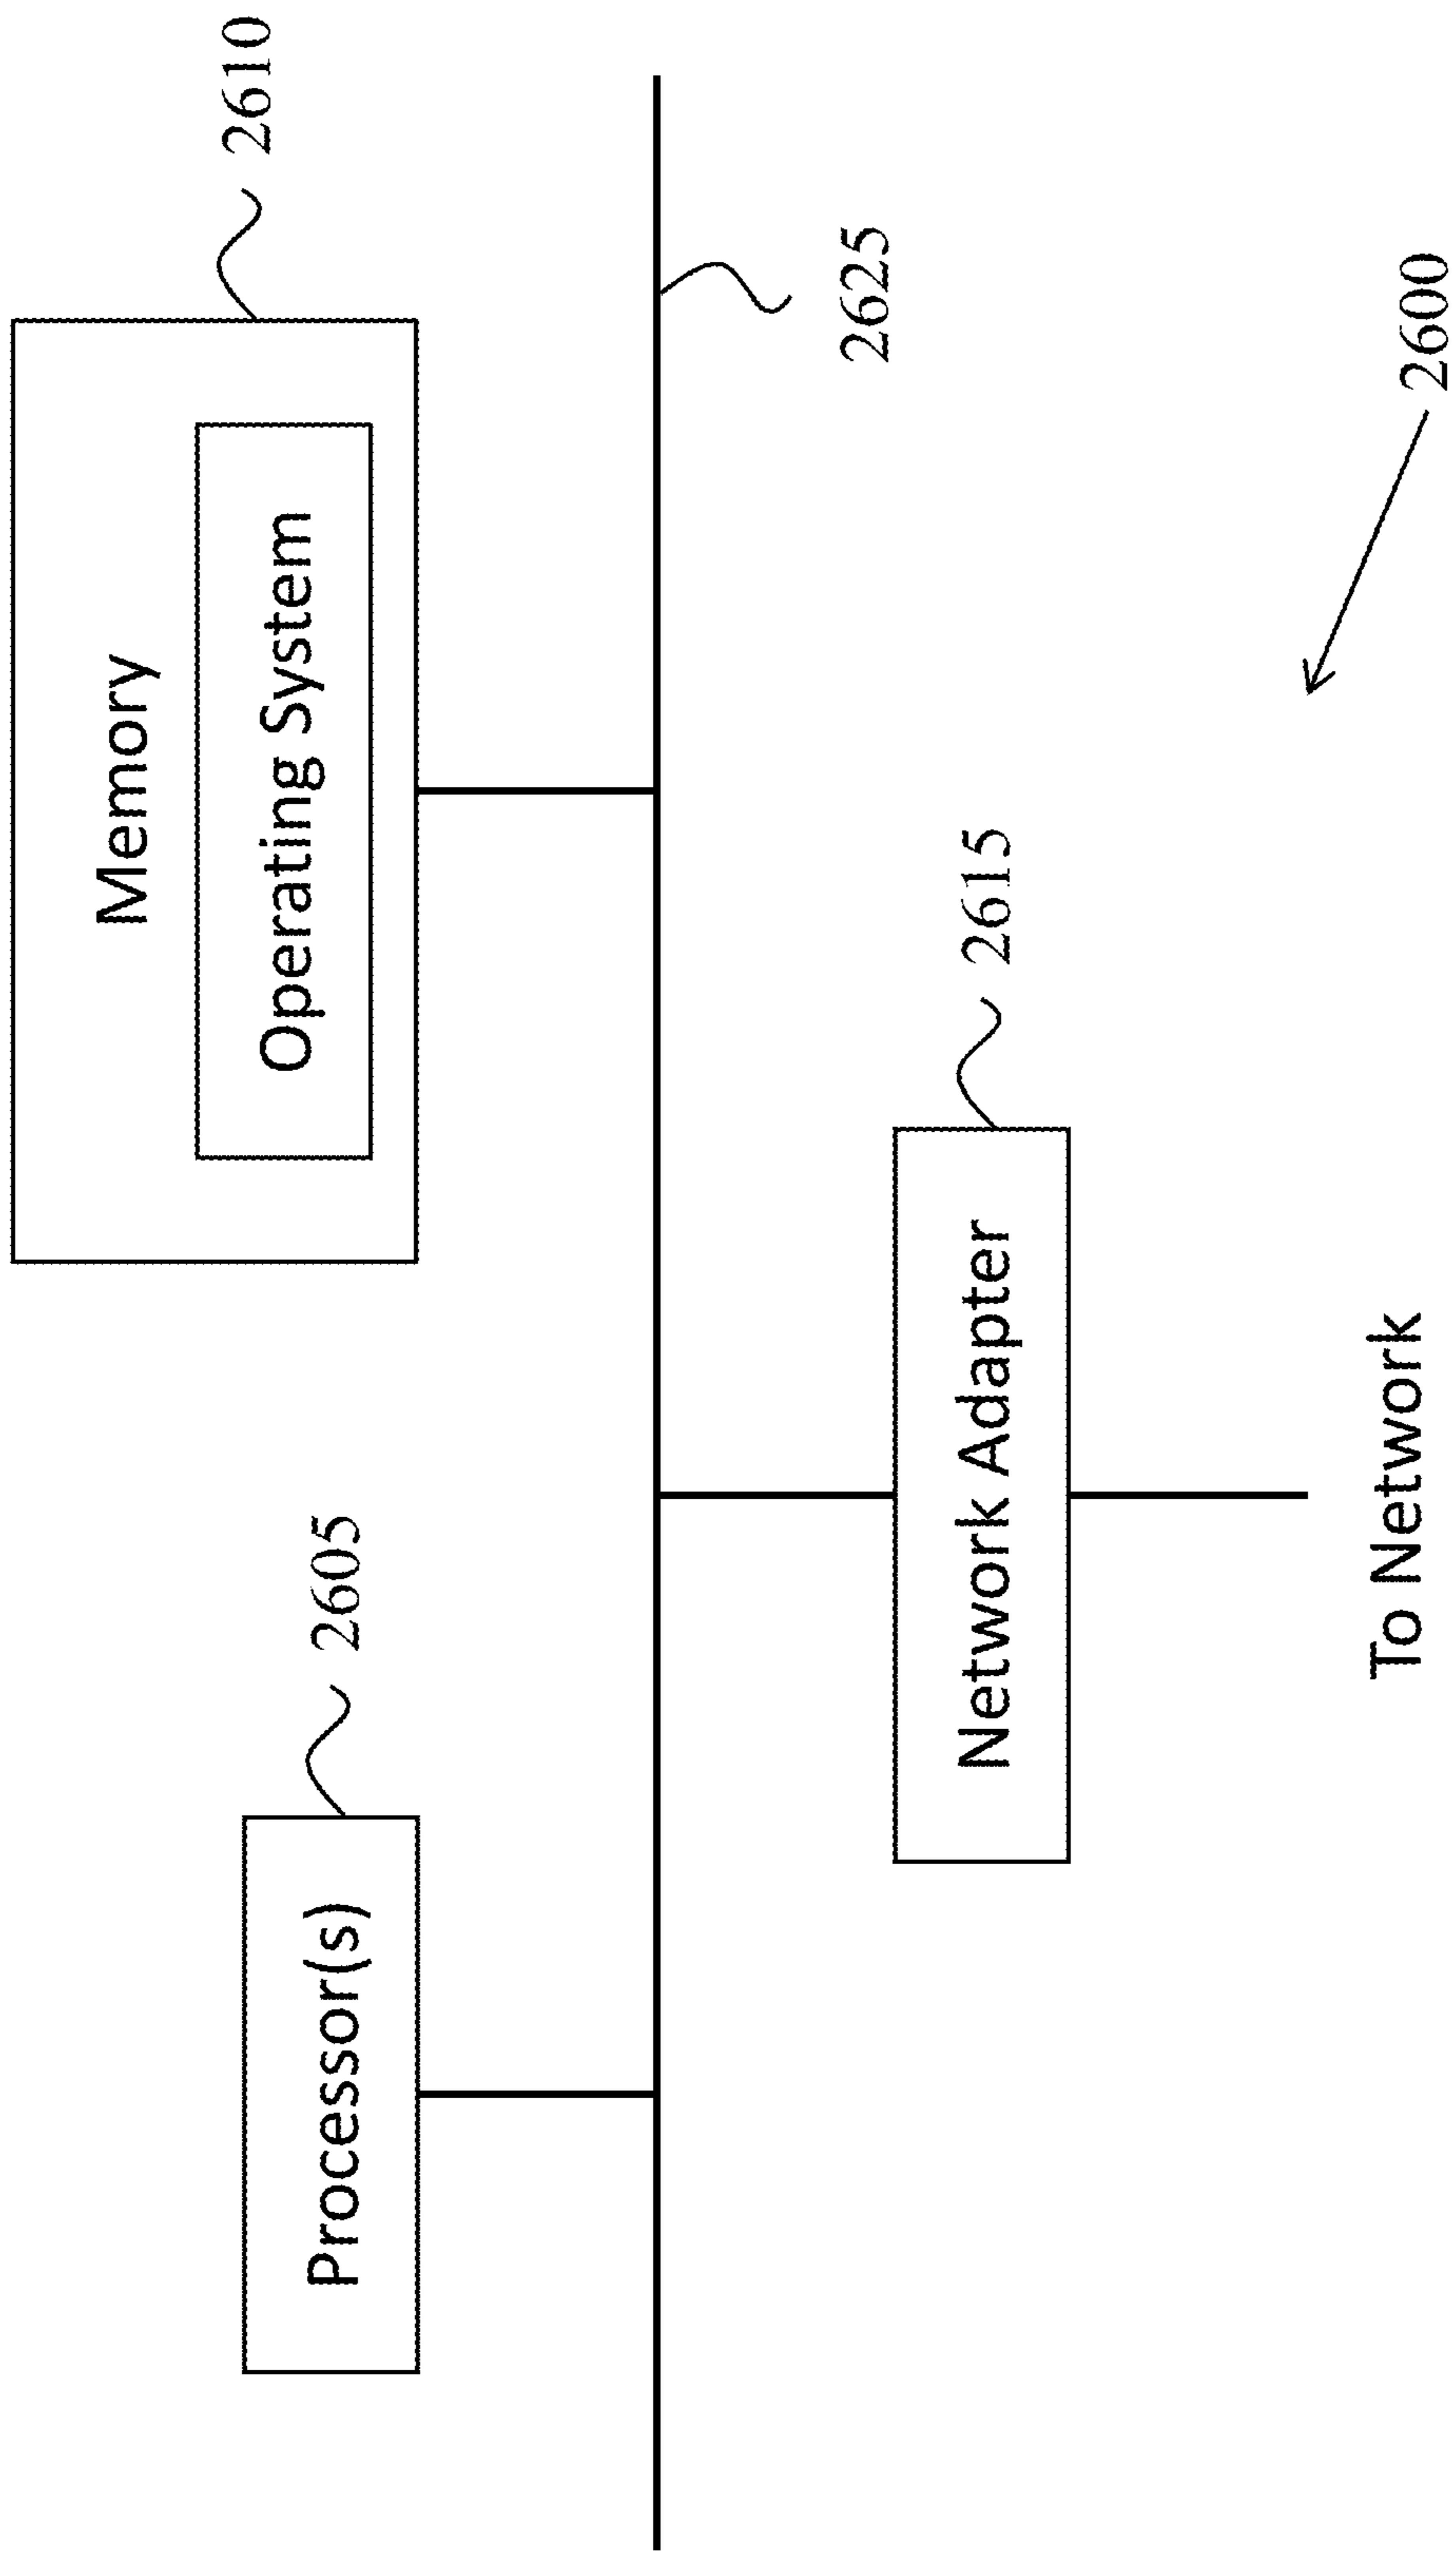 2610
Memory
2605
Operating System
Processor(s)
2625
2615
Network Adapter
To Network
2600